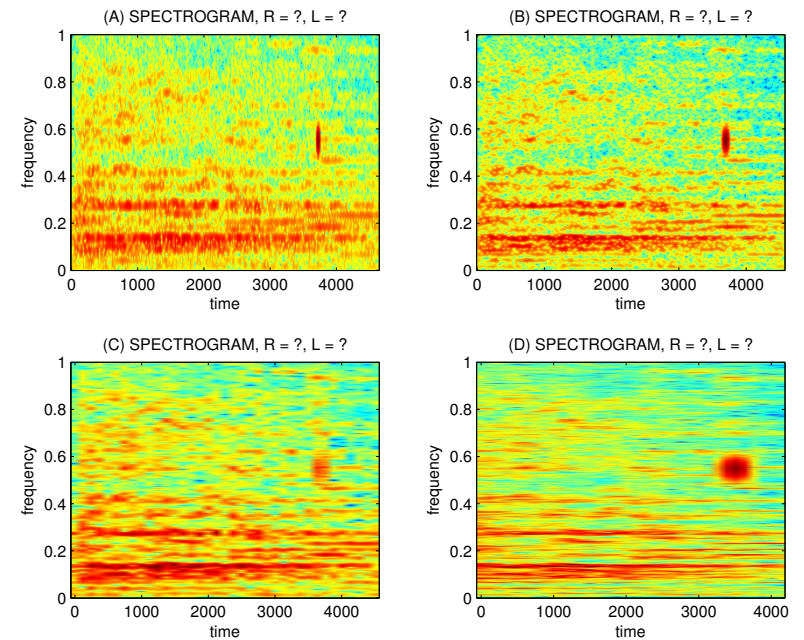 (A) SPECTROGRAM, R = ?, L = ?
1
0.8
0.6
0.4
0.2
0
frequency
0 1000 2000 3000 4000
time
(B) SPECTROGRAM, R = ?, L = ?
1
0.8
0.6
0.4
0.2
0
frequency
0 1000 2000 3000 4000
time
(C) SPECTROGRAM, R = ?, L = ?
1
0.8
0.6
0.4
0.2
0
frequency
0 1000 2000 3000 4000
time
(D) SPECTROGRAM, R = ?, L = ?
1
0.8
0.6
0.4
0.2
0
frequency
0 1000 2000 3000 4000
time